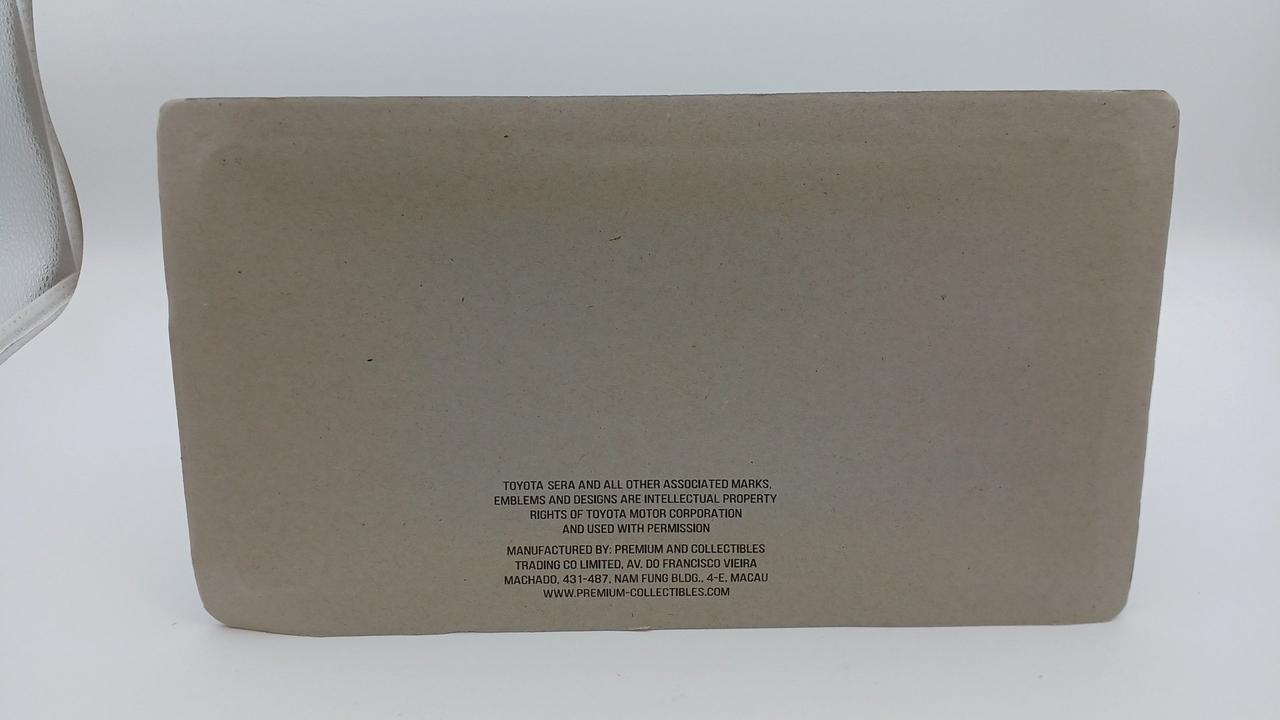 TOYOTA SERA AND ALL OTHER ASSOCIATED MARKS,
EMBLEMS AND DESIGNS ARE INTELLECTUAL PROPERTY
RIGHTS OF TOYOTA MOTOR CORPORATION
AND USED WITH PERMISSION
MANUFACTURED BY: PREMIUM AND COLLECTIBLES
TRADING CO LIMITED, AV. DO FRANCISCO VIEIRA
MACHADO, 431-487, NAM FUNG BLDG., 4-E, MACAU
WWW.PREMIUM-COLLECTIBLES.COM